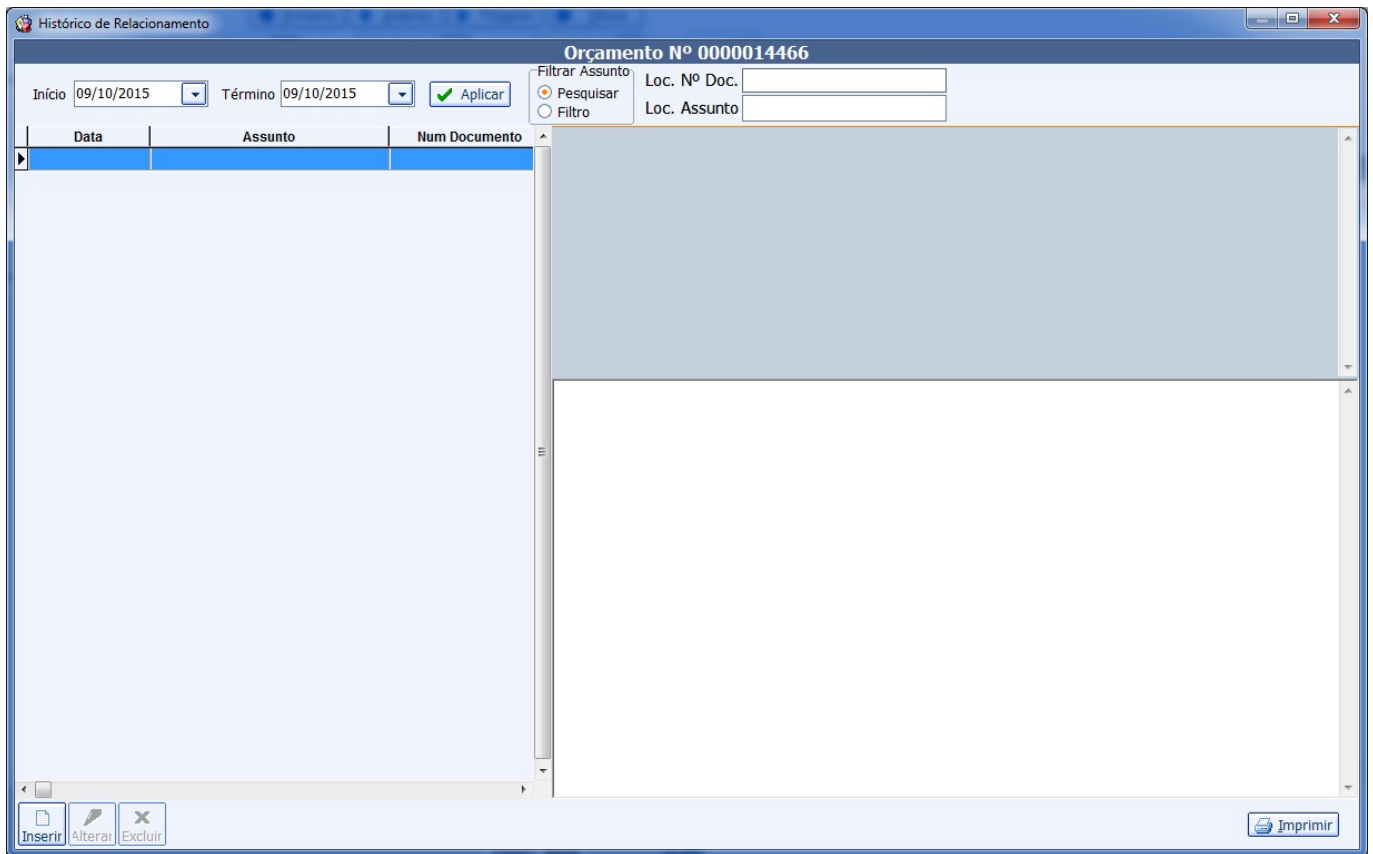 Histórico de Relacionamento
Orçamento Nº 0000014466
Início 09/10/2015 Término 09/10/2015 Aplicar
Filtrar Assunto
Pesquisar
Filtro
Loc. Nº Doc.
Loc. Assunto
Data Assunto Num Documento
Inserir Alterar Excluir
Imprimir